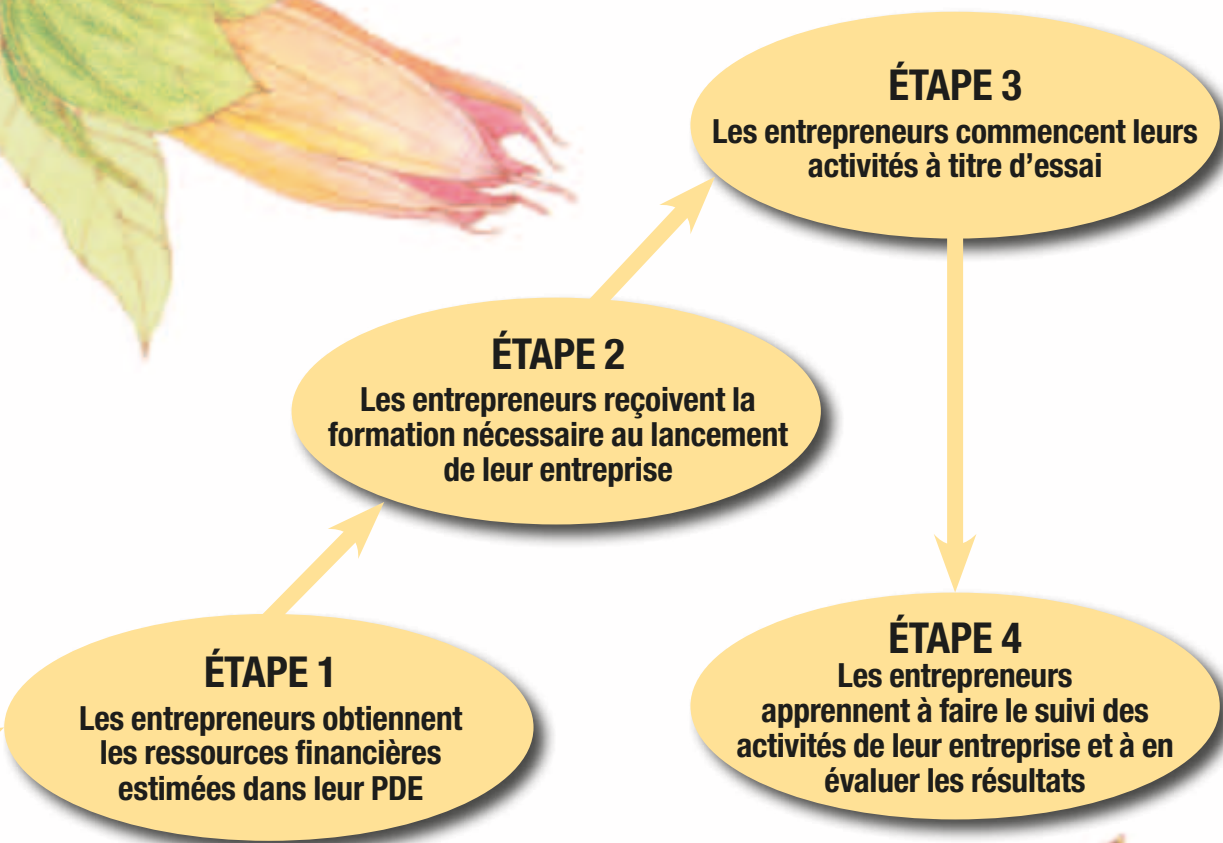 ÉTAPE 1
Les entrepreneurs obtiennent
les ressources financières
estimées dans leur PDE
ÉTAPE 2
Les entrepreneurs reçoivent la
formation nécessaire au lancement
de leur entreprise
ÉTAPE 3
Les entrepreneurs commencent leurs
activités à titre d’essai
ÉTAPE 4
Les entrepreneurs
apprennent à faire le suivi des
activités de leur entreprise et à en
évaluer les résultats